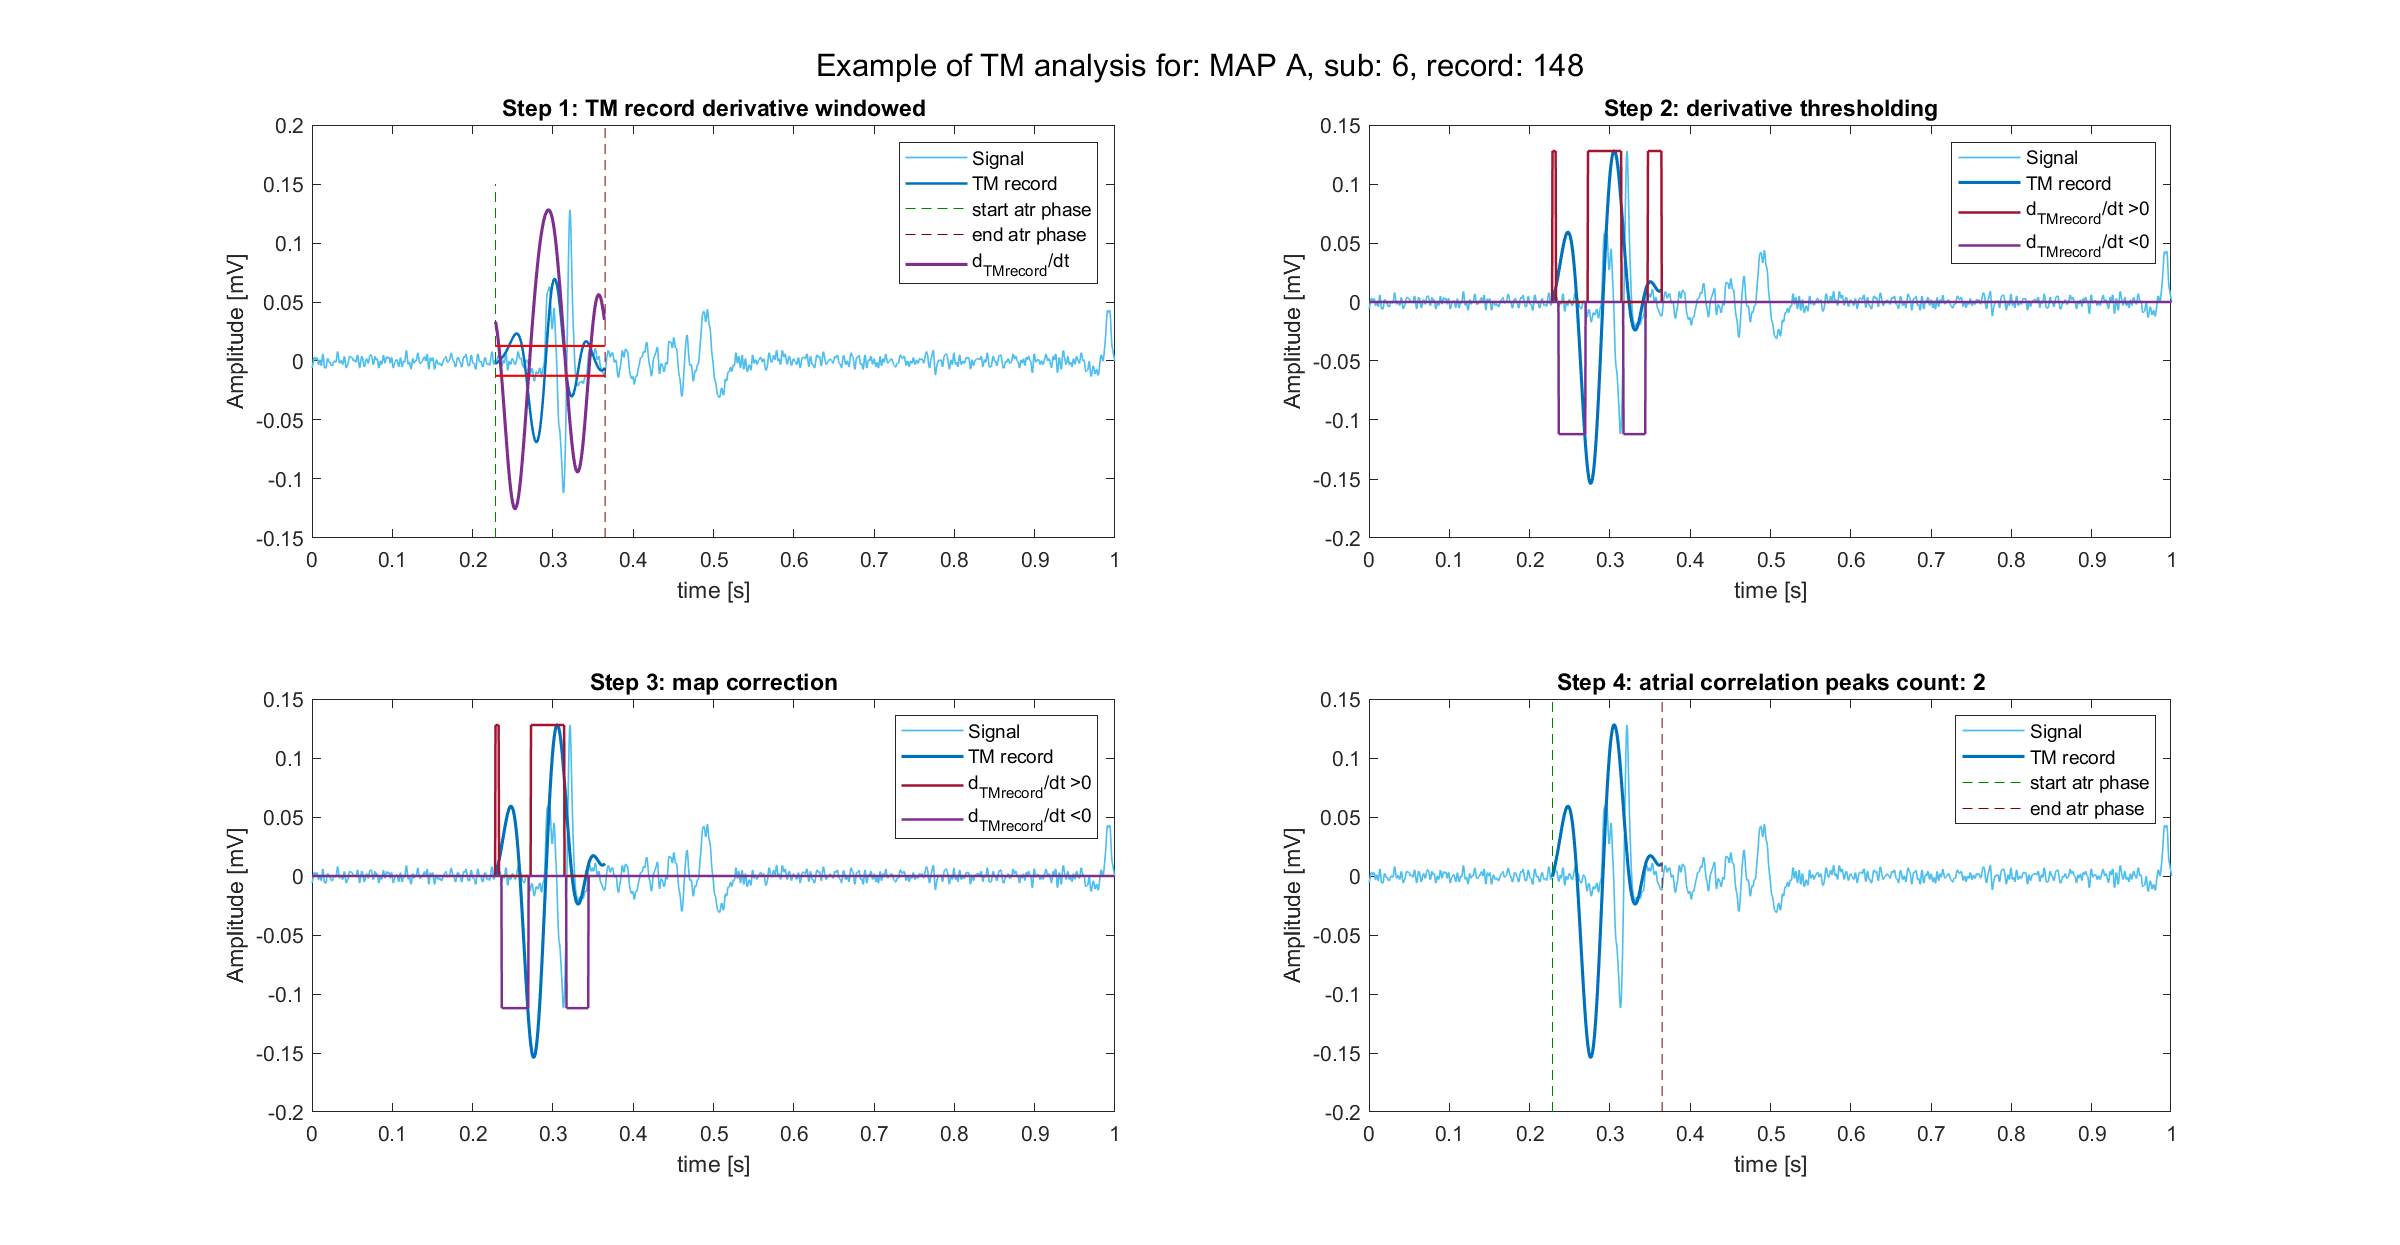 Example of TM analysis for: MAP A, sub: 6, record: 148
Step 1: TM record derivative windowed
0.2
0.15
0.1
0.05
0
-0.05
-0.1
-0.15
Amplitude [mV]
0 0.1 0.2 0.3 0.4 0.5 0.6 0.7 0.8 0.9 1
time [s]
Signal
TM record
start atr phase
end atr phase
dTMrecord/dt
Step 2: derivative thresholding
0.15
0.1
0.05
0
-0.05
-0.1
-0.15
-0.2
Amplitude [mV]
0 0.1 0.2 0.3 0.4 0.5 0.6 0.7 0.8 0.9 1
time [s]
Signal
TM record
dTMrecord/dt >0
dTMrecord/dt <0
Step 3: map correction
0.15
0.1
0.05
0
-0.05
-0.1
-0.15
-0.2
Amplitude [mV]
0 0.1 0.2 0.3 0.4 0.5 0.6 0.7 0.8 0.9 1
time [s]
Signal
TM record
dTMrecord/dt >0
dTMrecord/dt <0
Step 4: atrial correlation peaks count: 2
0.15
0.1
0.05
0
-0.05
-0.1
-0.15
-0.2
Amplitude [mV]
0 0.1 0.2 0.3 0.4 0.5 0.6 0.7 0.8 0.9 1
time [s]
Signal
TM record
start atr phase
end atr phase